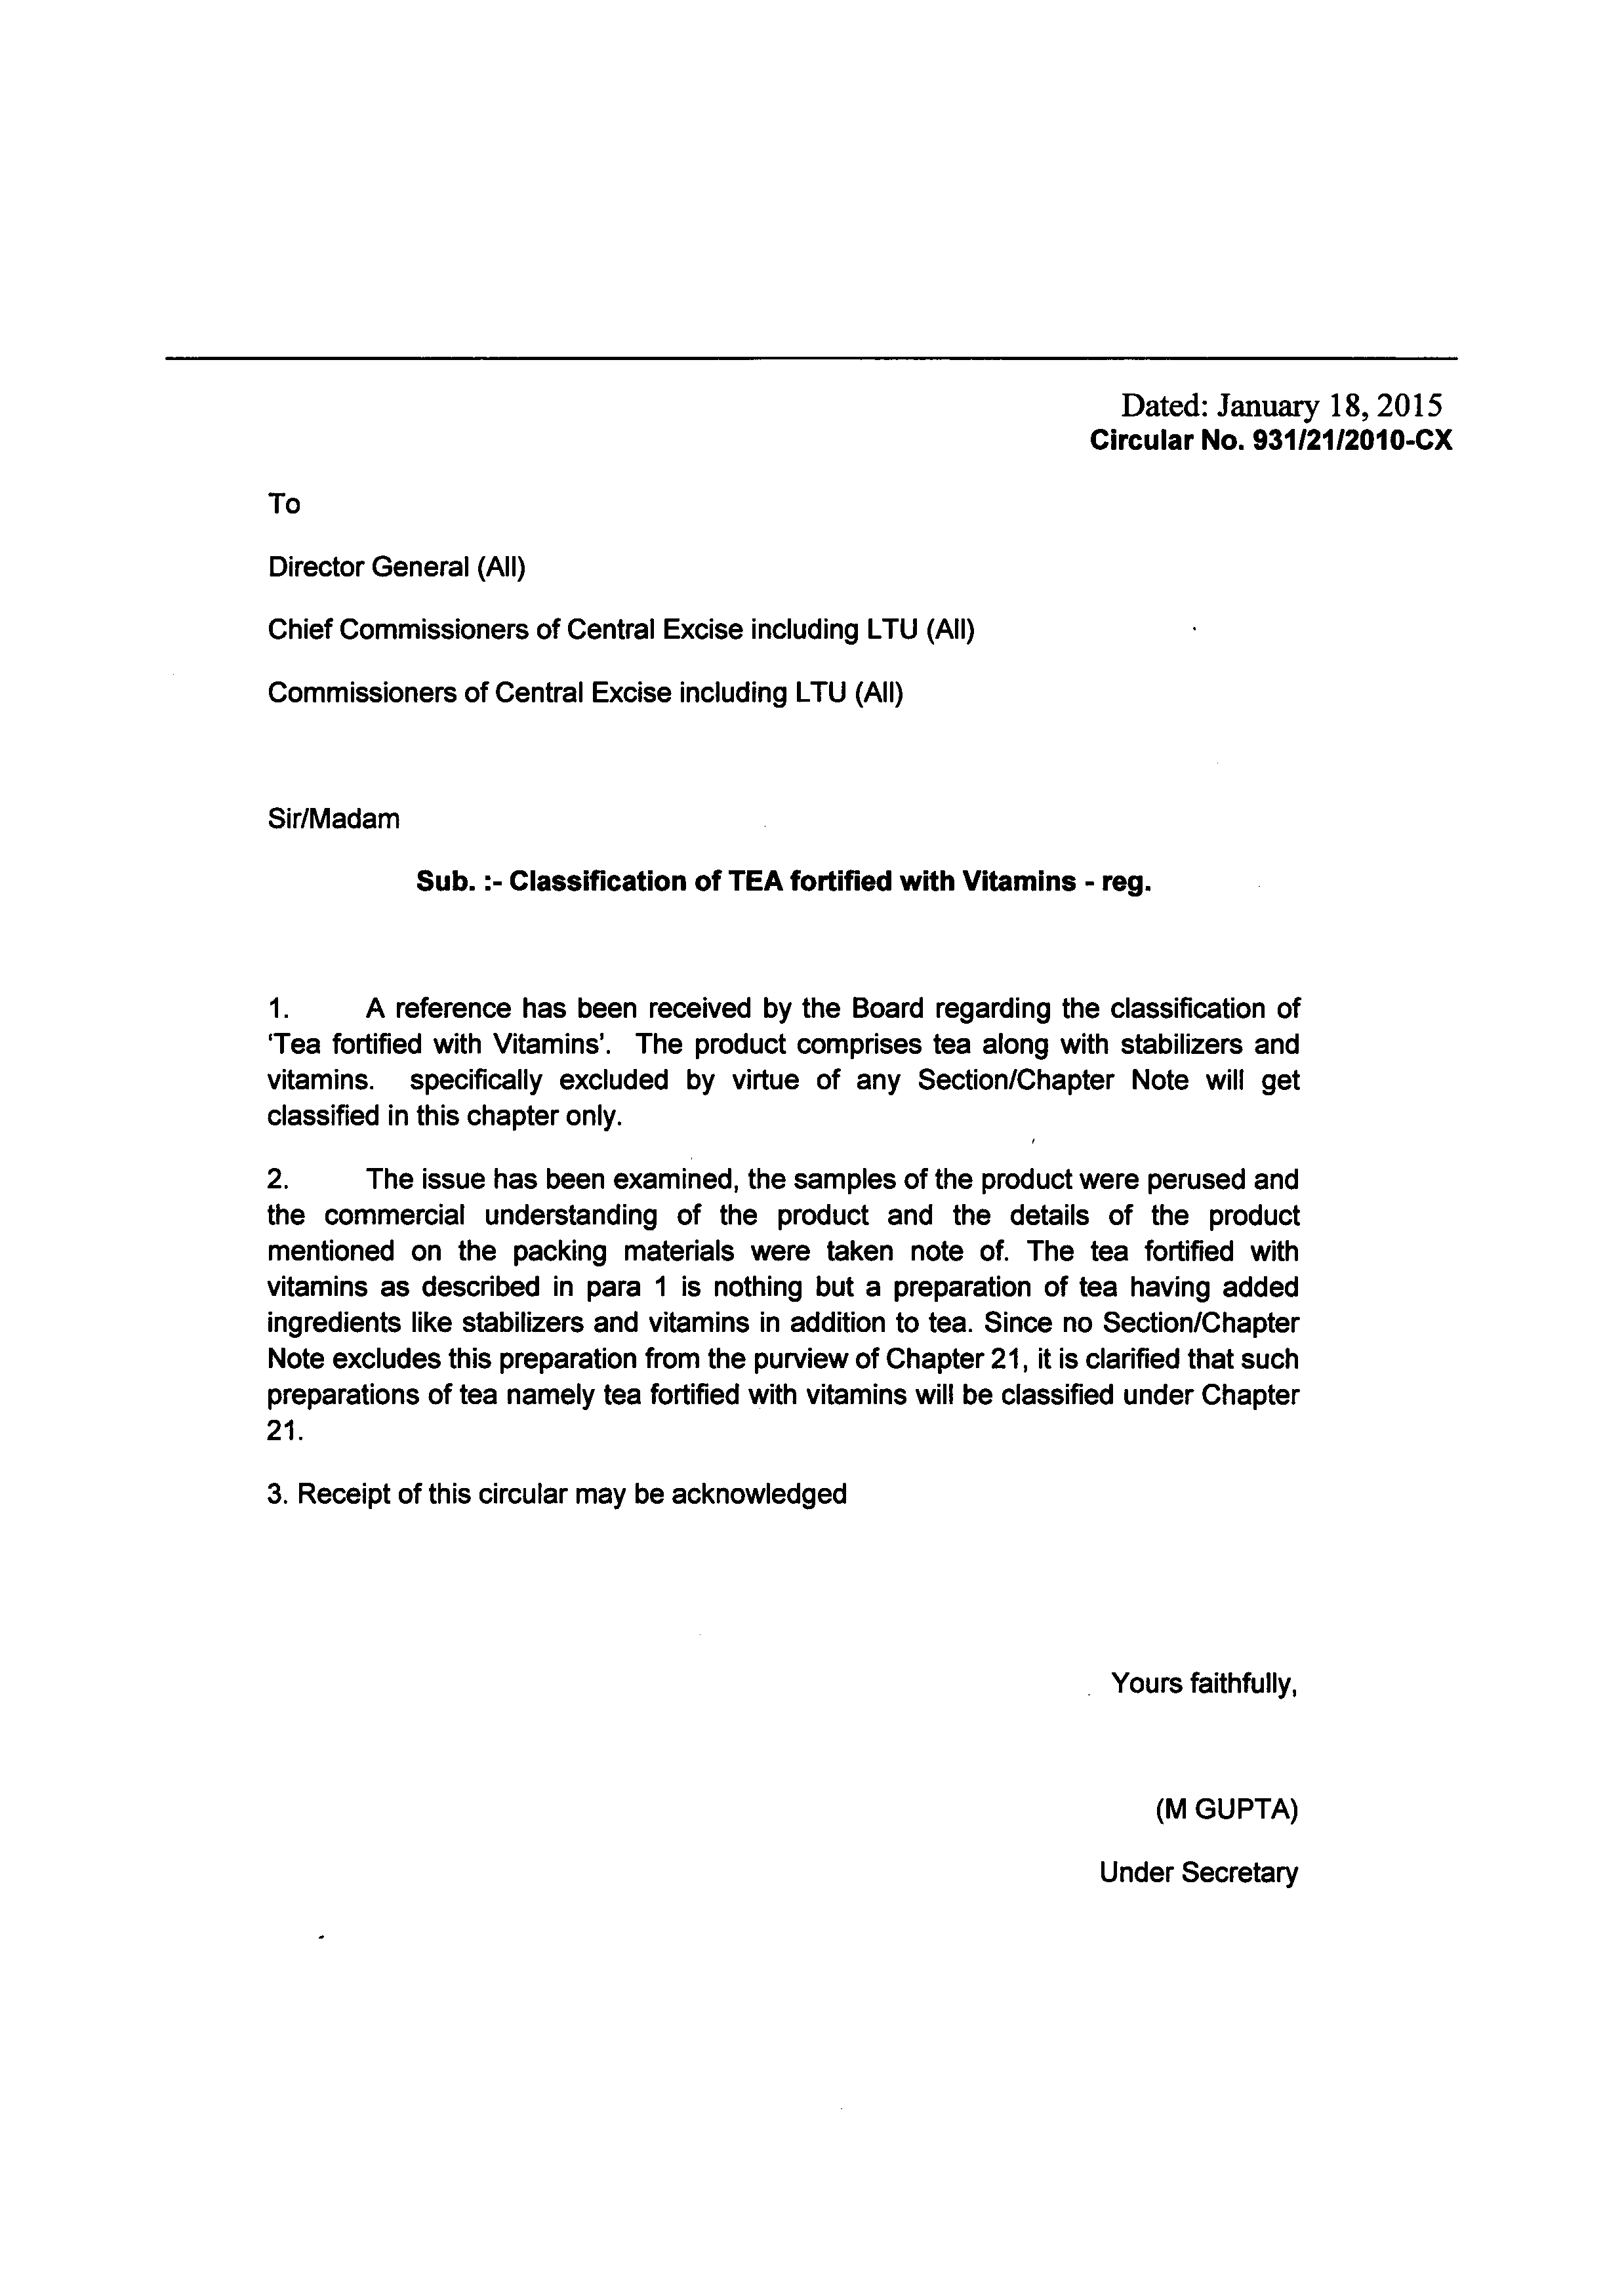 Dated: January 18, 2015
Circular No. 931/21/2010-CX
To
Director General (All)
Chief Commissioners of Central Excise including LTU (All)
Commissioners of Central Excise including LTU (All)
Sir/Madam
Sub. :- Classification of TEA fortified with Vitamins - reg.
1. A reference has been received by the Board regarding the classification of
'Tea fortified with Vitamins'. The product comprises tea along with stabilizers and
vitamins. specifically excluded by virtue of any Section/Chapter Note will get
classified in this chapter only.
2. The issue has been examined, the samples of the product were perused and
the commercial understanding of the product and the details of the product
mentioned on the packing materials were taken note of. The tea fortified with
vitamins as described in para 1 is nothing but a preparation of tea having added
ingredients like stabilizers and vitamins in addition to tea. Since no Section/Chapter
Note excludes this preparation from the purview of Chapter 21, it is clarified that such
preparations of tea namely tea fortified with vitamins will be classified under Chapter
21.
3. Receipt of this circular may be acknowledged
Yours faithfully,
(M GUPTA)
Under Secretary